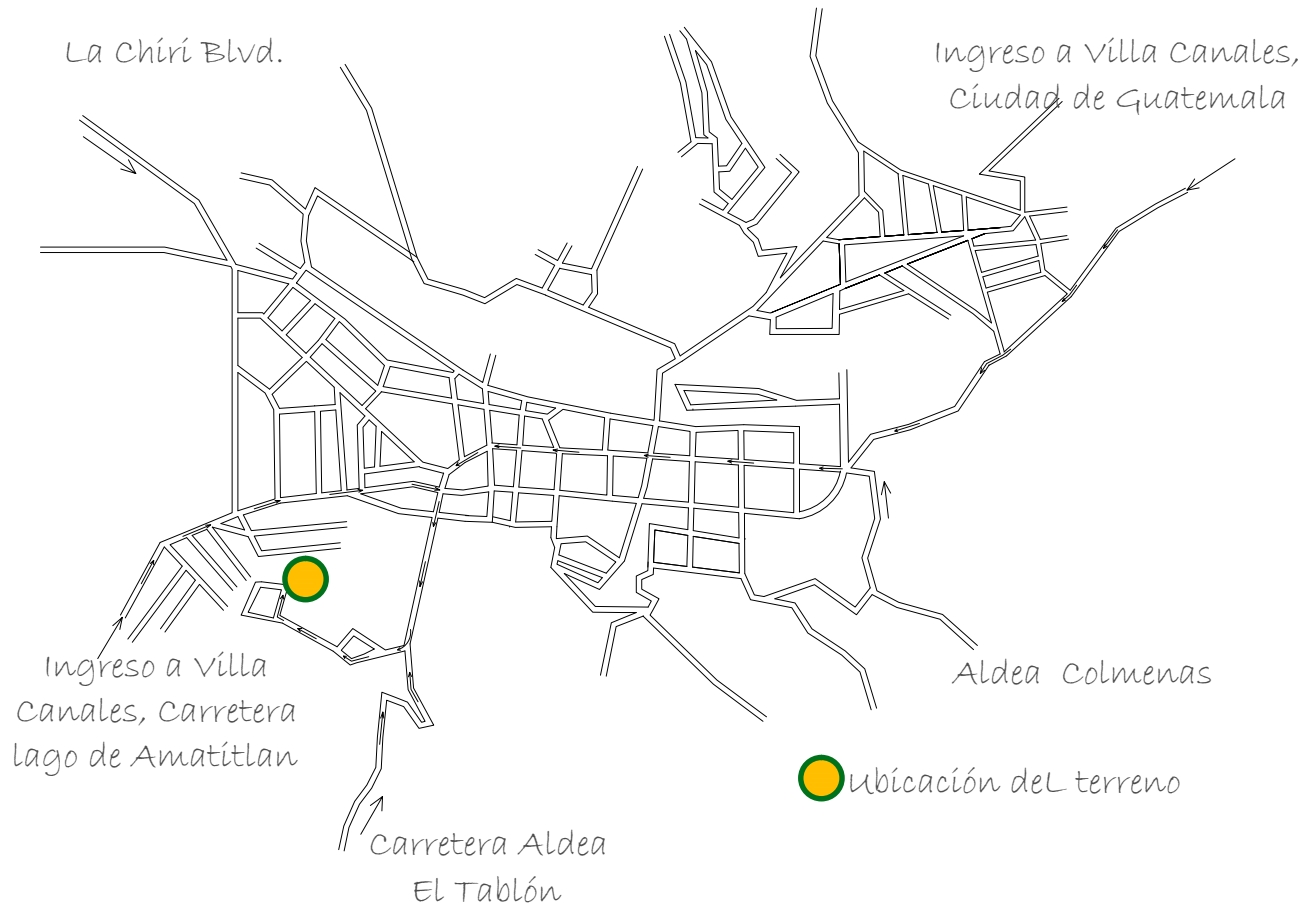 La Chiri Blvd.
Ingreso a Villa Canales,
Ciudad de Guatemala
Ingreso a Villa
Canales, Carretera
lago de Amatitlan
Aldea Colmenas
Ubicación deL terreno
Carretera Aldea
El Tablón